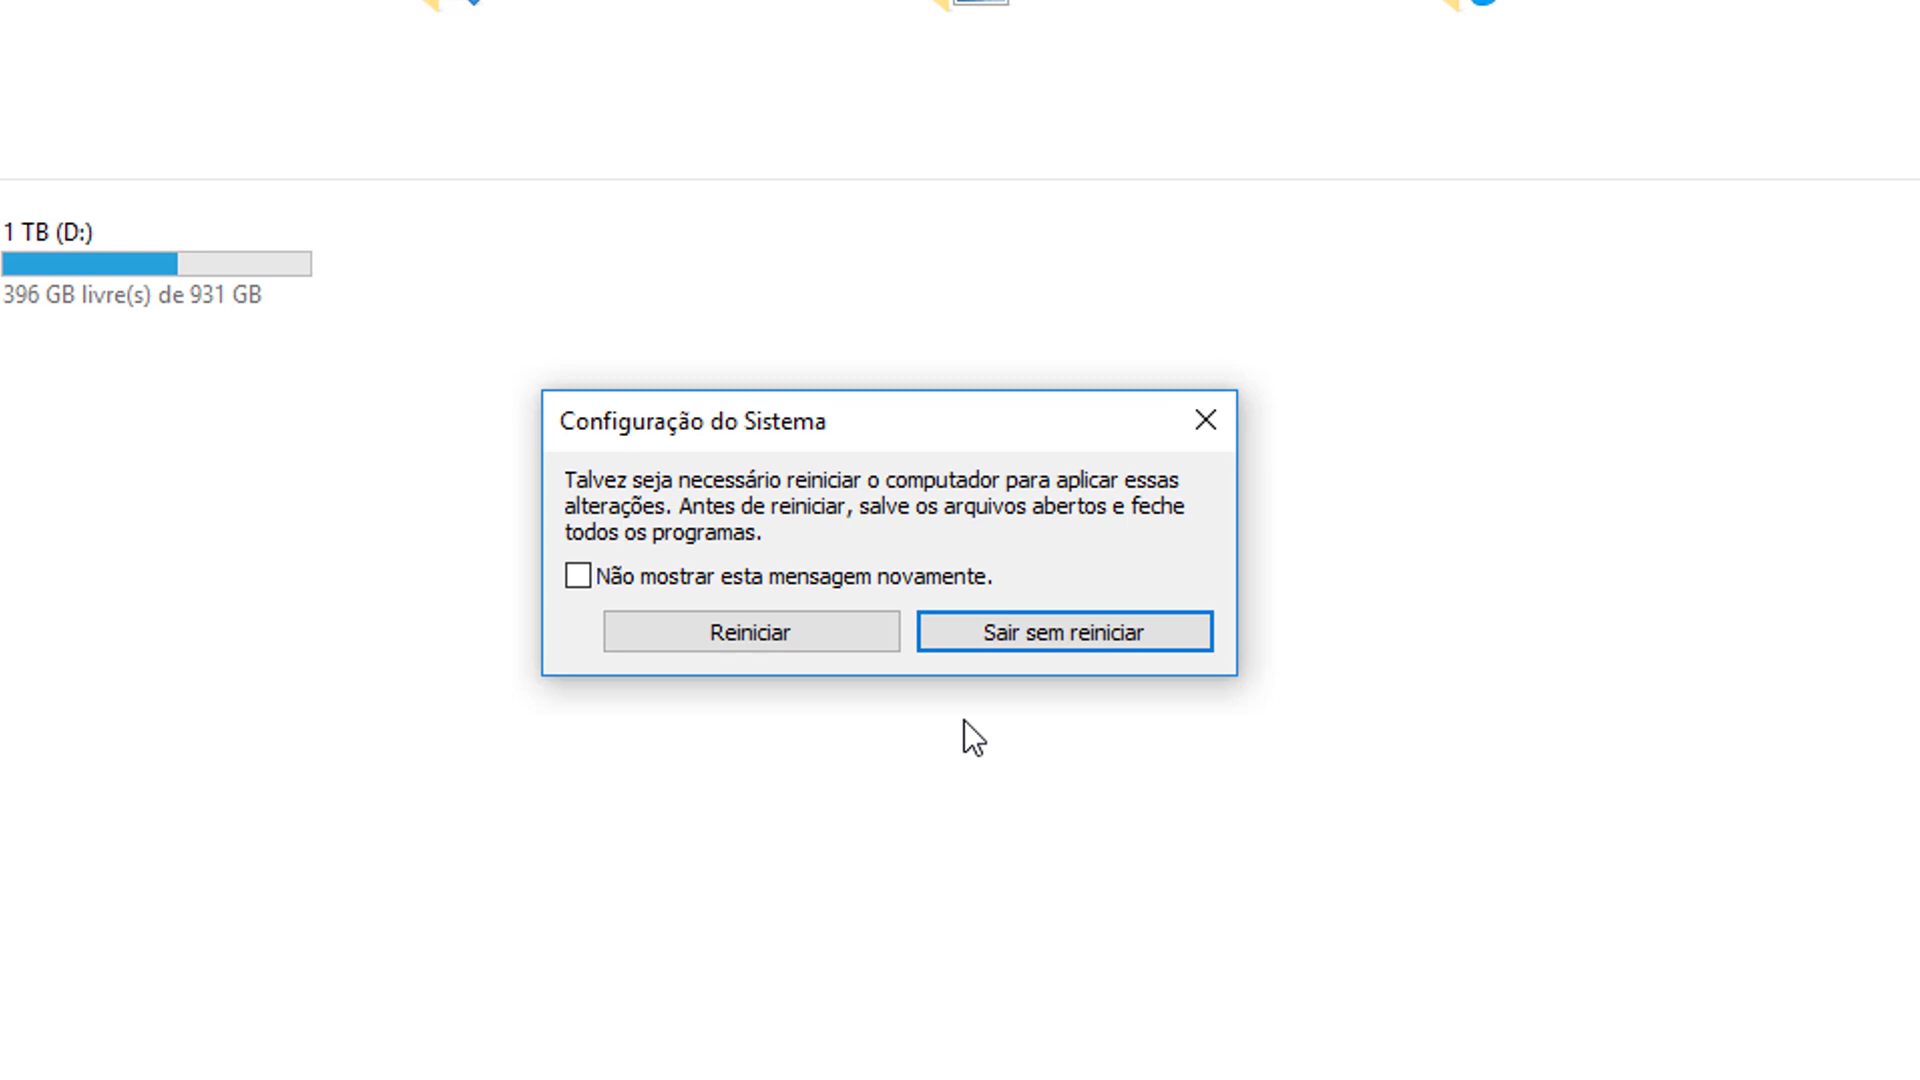 1 TB (D:)
396 GB livre(s) de 931 GB
Configuração do Sistema
Talvez seja necessário reiniciar o computador para aplicar essas
alterações. Antes de reiniciar, salve os arquivos abertos e feche
todos os programas.
Não mostrar esta mensagem novamente.
Reiniciar
Sair sem reiniciar